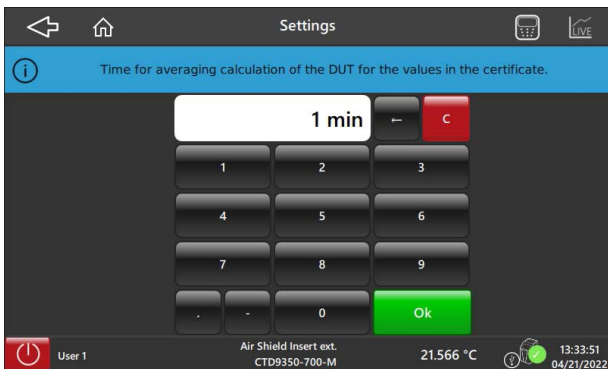 Settings
LIVE
Time for averaging calculation of the DUT for the values in the certificate.
1 min
← C
1 2 3
4 5 6
7 8 9
. - 0 Ok
User 1
Air Shield Insert ext.
CTD9350-700-M
21.566 °C
13:33:51
04/21/2022